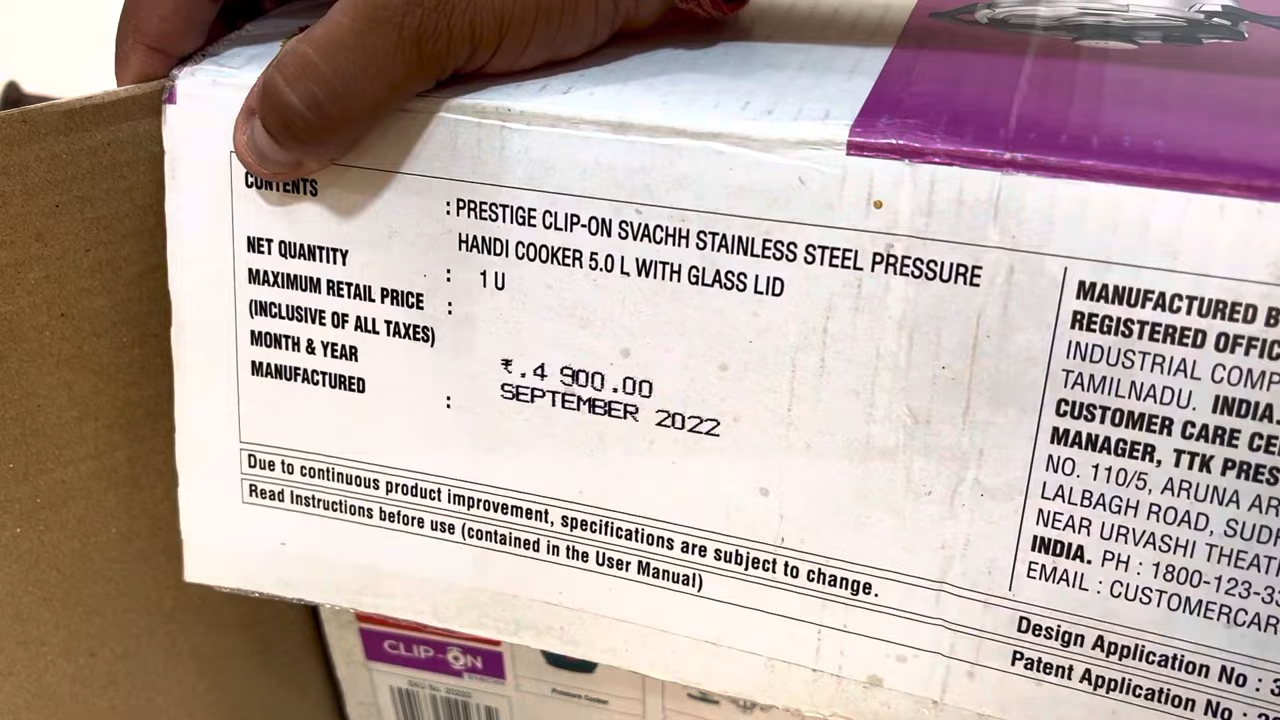 CONTENTS
: PRESTIGE CLIP-ON SVACHH STAINLESS STEEL PRESSURE
HANDI COOKER 5.0 L WITH GLASS LID
NET QUANTITY : 1 U
MAXIMUM RETAIL PRICE :
(INCLUSIVE OF ALL TAXES)
₹.4 900.00
MONTH & YEAR
MANUFACTURED :
SEPTEMBER 2022
Due to continuous product improvement, specifications are subject to change.
Read Instructions before use (contained in the User Manual)
MANUFACTURED B
REGISTERED OFFIC
INDUSTRIAL COMP
TAMILNADU. INDIA.
CUSTOMER CARE CE
MANAGER, TTK PRES
NO. 110/5, ARUNA AR
LALBAGH ROAD, SUDH
NEAR URVASHI THEAT
INDIA. PH : 1800-123-33
EMAIL : CUSTOMERCAR
Design Application No : 3
Patent Application No :
CLIP-ON
Pressure Cooker